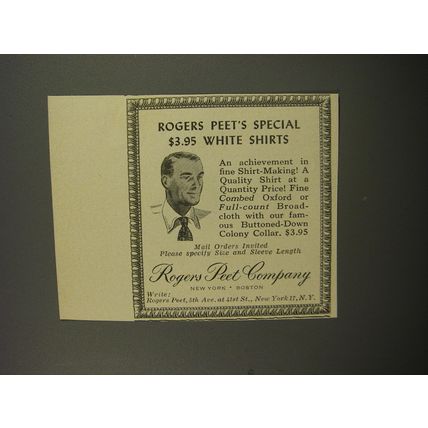 ROGERS PEET'S SPECIAL
$3.95 WHITE SHIRTS
An achievement in
fine Shirt-Making! A
Quality Shirt at a
Quantity Price! Fine
Combed Oxford or
Full-count Broad-
cloth with our fam-
ous Buttoned-Down
Colony Collar. $3.95
Mail Orders Invited
Please specify Size and Sleeve Length
Rogers Peet Company
NEW YORK • BOSTON
Write:
Rogers Peet, 5th Ave. at 41st St., New York 17, N.Y.